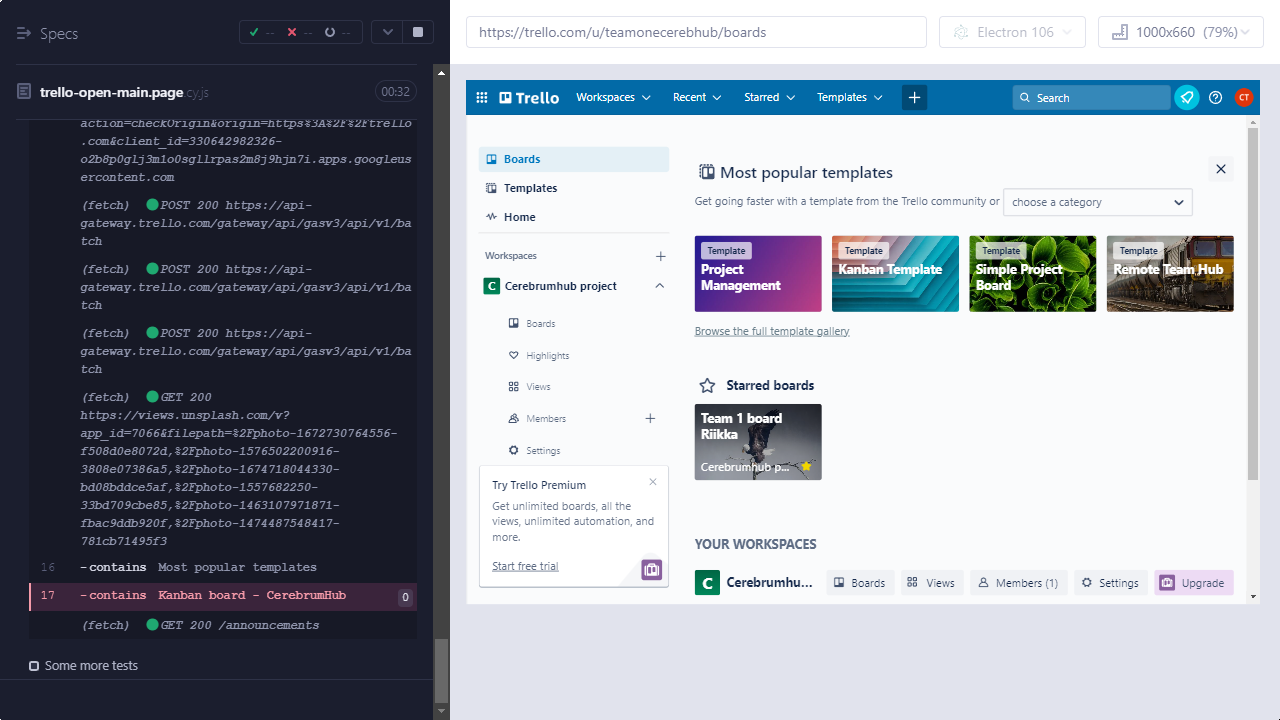 Specs
-- -- --
trello-open-main.page.cy.js
00:32
action=checkOrigin&origin=https%3A%2F%2Ftrello
.com&client_id=330642982326-
o2b8p0glj3m1o0sgllrpas2m8j9hjn7i.apps.googleus
ercontent.com
(fetch) POST 200 https://api-
gateway.trello.com/gateway/api/gasv3/api/v1/ba
tch
(fetch) POST 200 https://api-
gateway.trello.com/gateway/api/gasv3/api/v1/ba
tch
(fetch) POST 200 https://api-
gateway.trello.com/gateway/api/gasv3/api/v1/ba
tch
(fetch) GET 200
https://views.unsplash.com/v?
app_id=7066&filepath=%2Fphoto-1672730764556-
f508d0e8072d,%2Fphoto-1576502200916-
3808e07386a5,%2Fphoto-1674718044330-
bd08bddce5af,%2Fphoto-1557682250-
33bd709cbe85,%2Fphoto-1463107971871-
fbac9ddb920f,%2Fphoto-1474487548417-
781cb71495f3
16 -contains Most popular templates
17 -contains Kanban board - CerebrumHub 0
(fetch) GET 200 /announcements
Some more tests
https://trello.com/u/teamonecerebhub/boards
Electron 106
1000x660 (79%)
Trello
Workspaces
Recent
Starred
Templates
Search
CT
Boards
Templates
Home
Workspaces
C Cerebrumhub project
Boards
Highlights
Views
Members
Settings
Try Trello Premium
Get unlimited boards, all the
views, unlimited automation, and
more.
Start free trial
Most popular templates
Get going faster with a template from the Trello community or choose a category
Template
Project
Management
Template
Kanban Template
Template
Simple Project
Board
Template
Remote Team Hub
Browse the full template gallery
Starred boards
Team 1 board
Riikka
Cerebrumhub p...
YOUR WORKSPACES
C Cerebrumhu...
Boards
Views
Members (1)
Settings
Upgrade